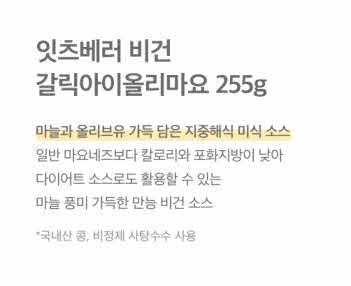 잇츠베러 비건
갈릭아이올리마요 255g
마늘과 올리브유 가득 담은 지중해식 미식 소스
일반 마요네즈보다 칼로리와 포화지방이 낮아
다이어트 소스로도 활용할 수 있는
마늘 풍미 가득한 만능 비건 소스
*국내산 콩, 비정제 사탕수수 사용